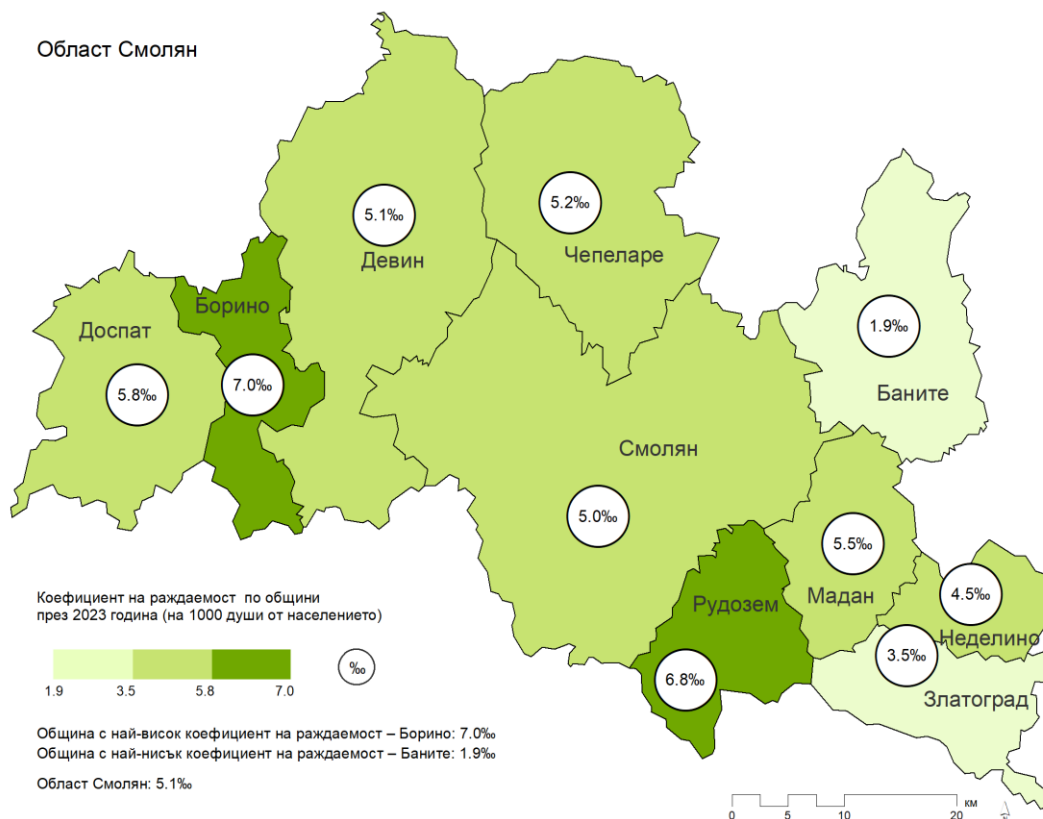 Област Смолян
5.1‰
Девин
5.2‰
Чепеларе
Борино
7.0‰
Доспат
5.8‰
1.9‰
Баните
Смолян
5.0‰
5.5‰
Мадан
Рудозем
6.8‰
4.5‰
Неделино
3.5‰
Златоград
Коефициент на раждаемост по общини
през 2023 година (на 1000 души от населението)
‰
1.9 3.5 5.8 7.0
Община с най-висок коефициент на раждаемост – Борино: 7.0‰
Община с най-нисък коефициент на раждаемост – Баните: 1.9‰
Област Смолян: 5.1‰
км
0 5 10 20